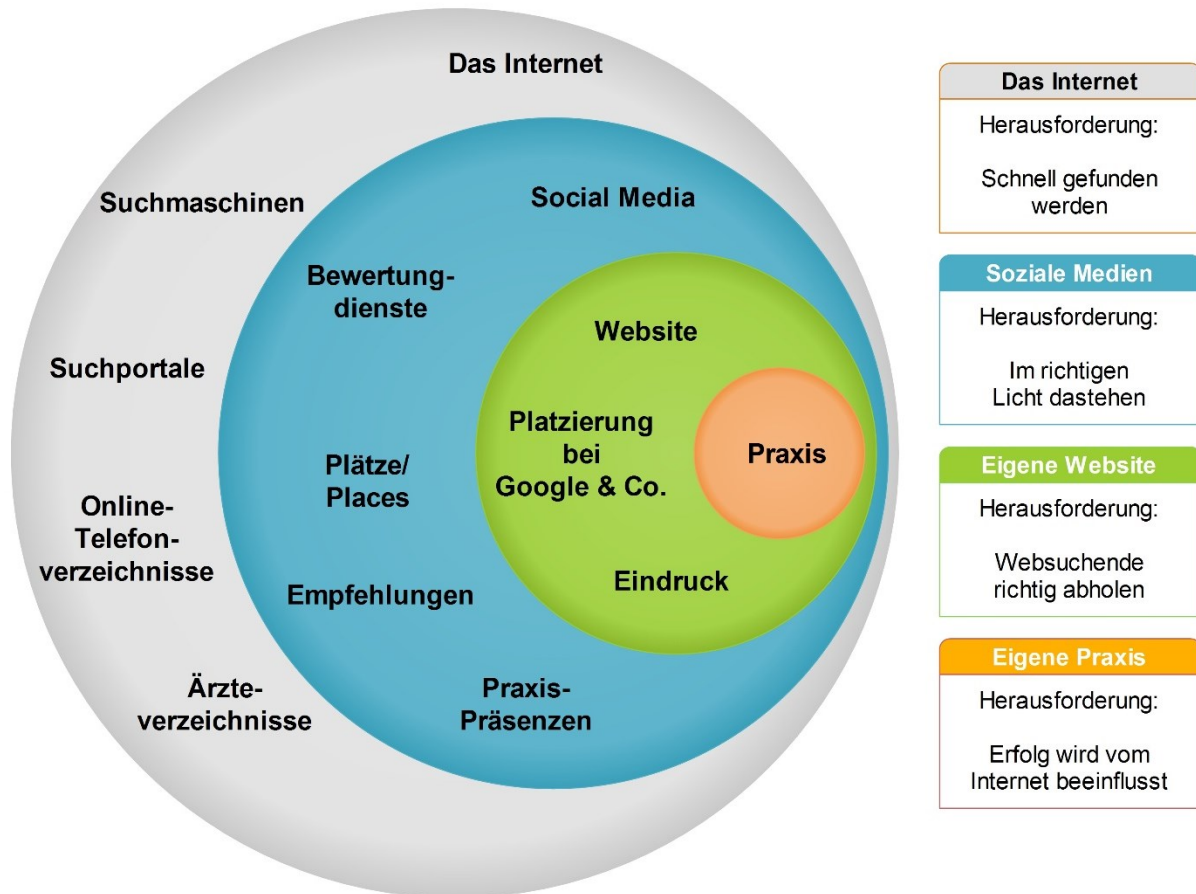 Das Internet
Suchmaschinen
Suchportale
Online-
Telefon-
verzeichnisse
Ärzte-
verzeichnisse
Social Media
Bewertung-
dienste
Plätze/
Places
Empfehlungen
Praxis-
Präsenzen
Website
Platzierung
bei
Google & Co.
Eindruck
Praxis
Das Internet
Herausforderung:
Schnell gefunden
werden
Soziale Medien
Herausforderung:
Im richtigen
Licht dastehen
Eigene Website
Herausforderung:
Websuchende
richtig abholen
Eigene Praxis
Herausforderung:
Erfolg wird vom
Internet beeinflusst